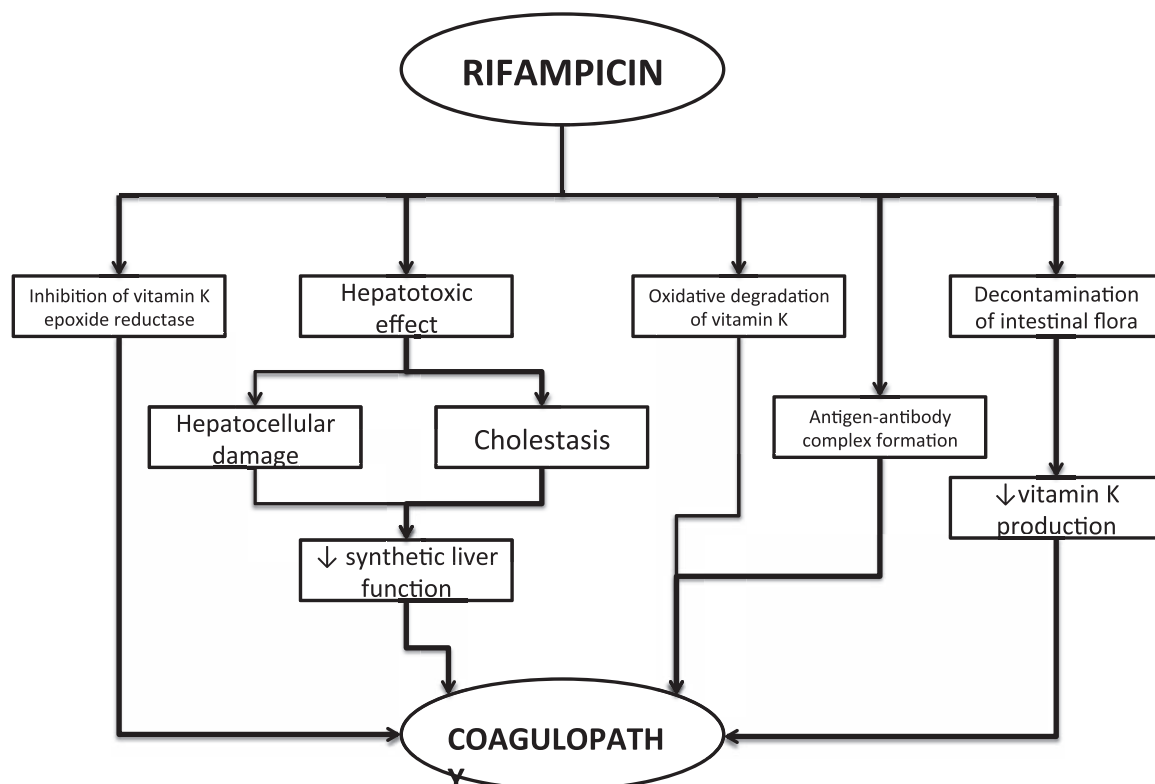 RIFAMPICIN
Inhibition of vitamin K
epoxide reductase
Hepatotoxic
effect
Oxidative degradation
of vitamin K
Decontamination
of intestinal flora
Hepatocellular
damage
Cholestasis
Antigen-antibody
complex formation
↓vitamin K
production
↓ synthetic liver
function
COAGULOPATH
Y